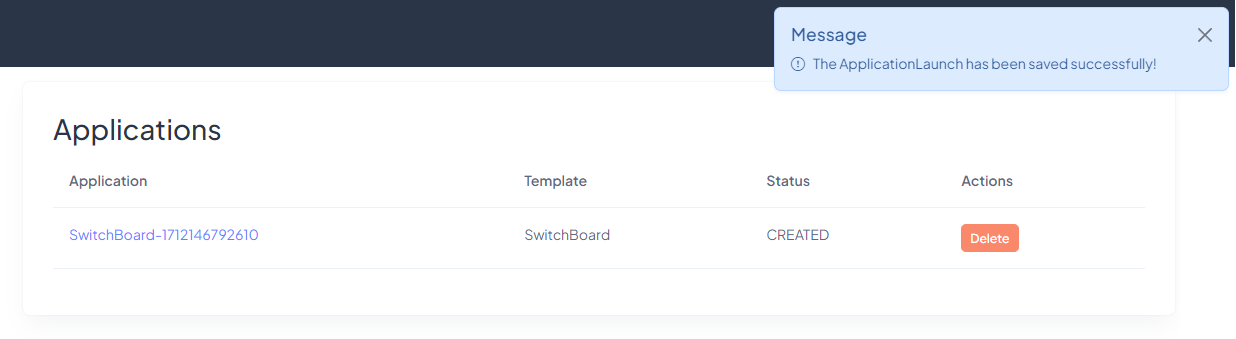 Message
The ApplicationLaunch has been saved successfully!
Applications
Application Template Status Actions
SwitchBoard-1712146792610 SwitchBoard CREATED Delete